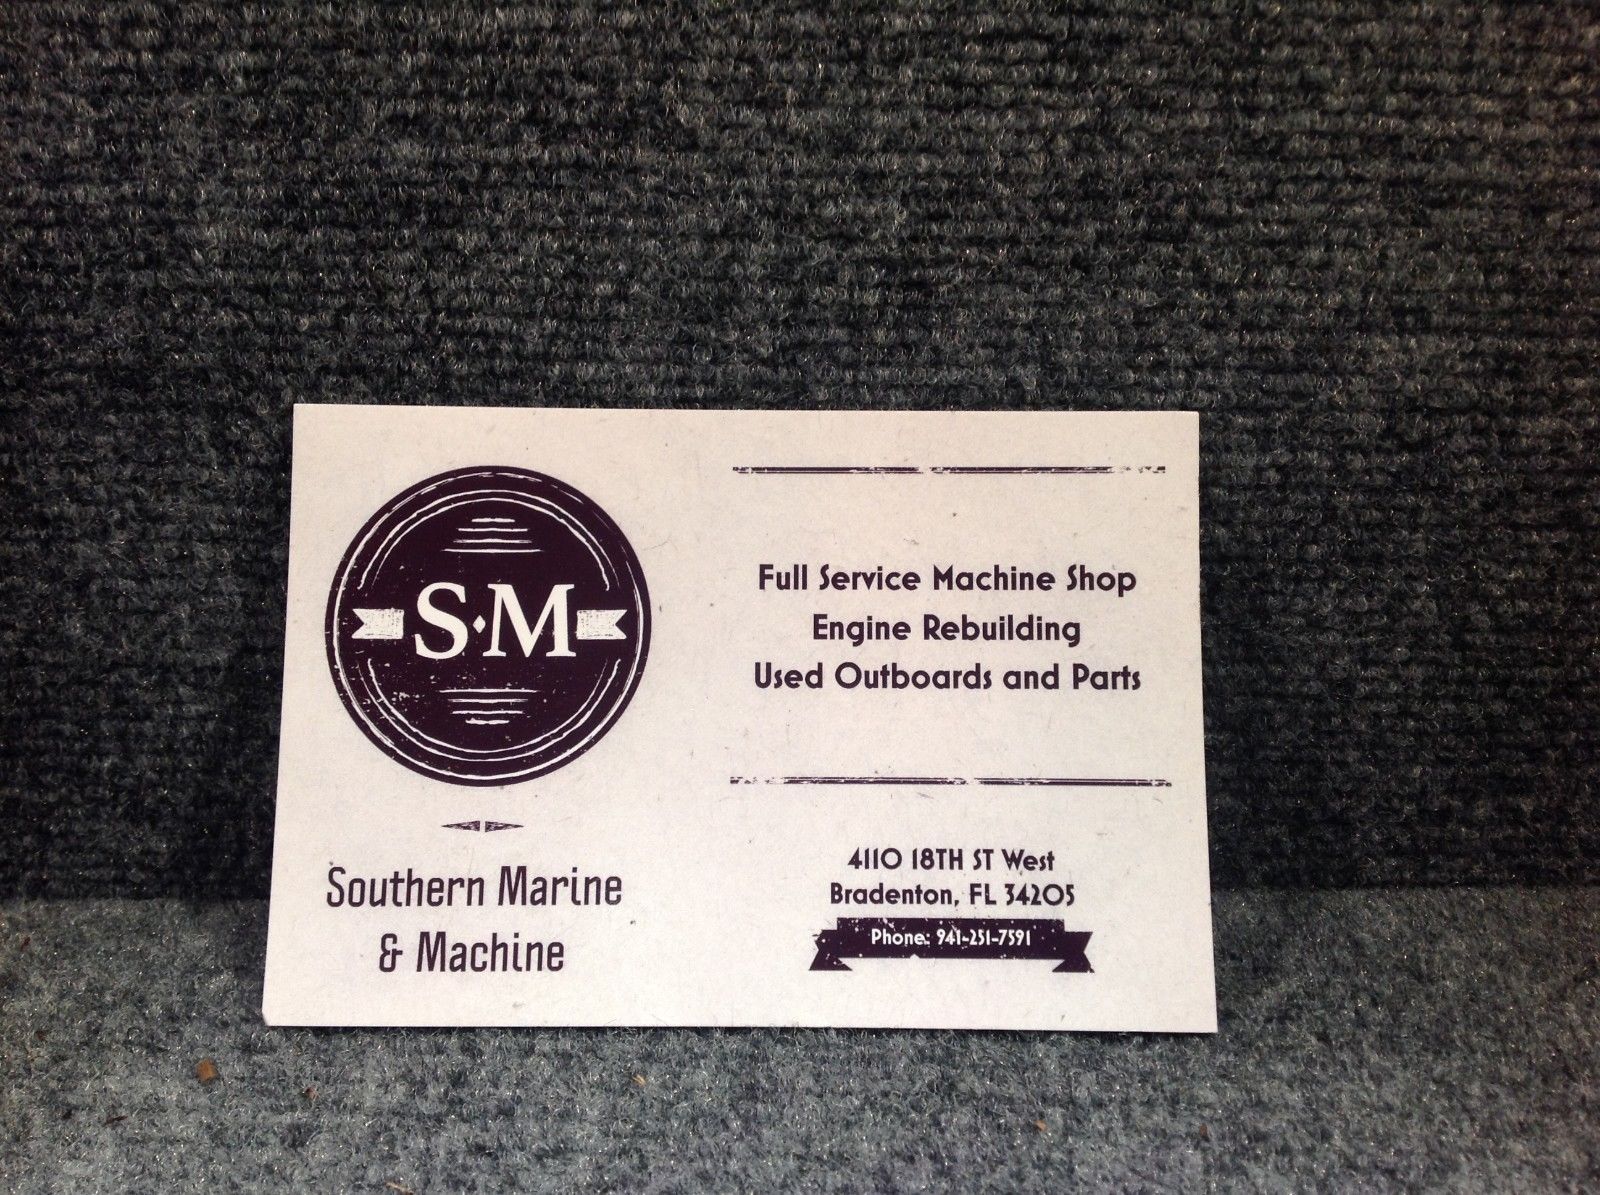 S·M
Southern Marine
& Machine
Full Service Machine Shop
Engine Rebuilding
Used Outboards and Parts
4110 18TH ST West
Bradenton, FL 34205
Phone: 941-251-7591